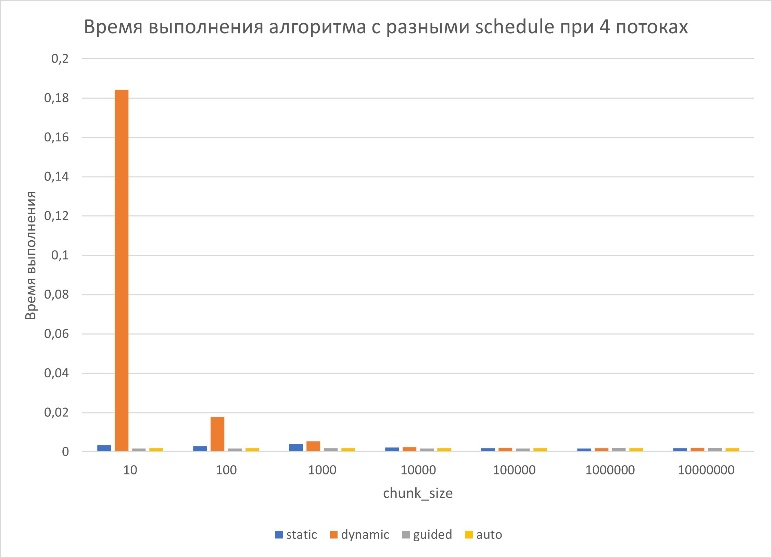 Время выполнения алгоритма с разными schedule при 4 потоках
0,2
0,18
0,16
0,14
0,12
0,1
0,08
0,06
0,04
0,02
0
Время выполнения
10 100 1000 10000 100000 1000000 10000000
chunk_size
static dynamic guided auto